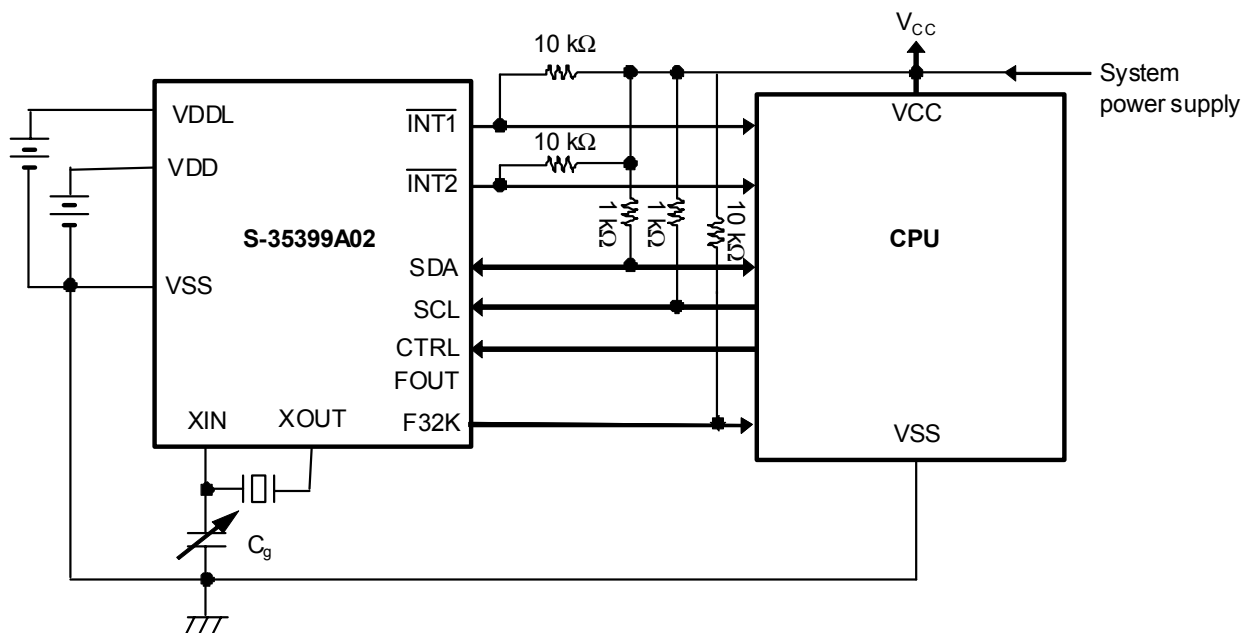 V_CC
10 kΩ
System
power supply
VDDL
INT1
VCC
10 kΩ
VDD
INT2
1 kΩ
1 kΩ
10 kΩ
S-35399A02
CPU
SDA
VSS
SCL
CTRL
FOUT
XIN
XOUT
F32K
VSS
C_g